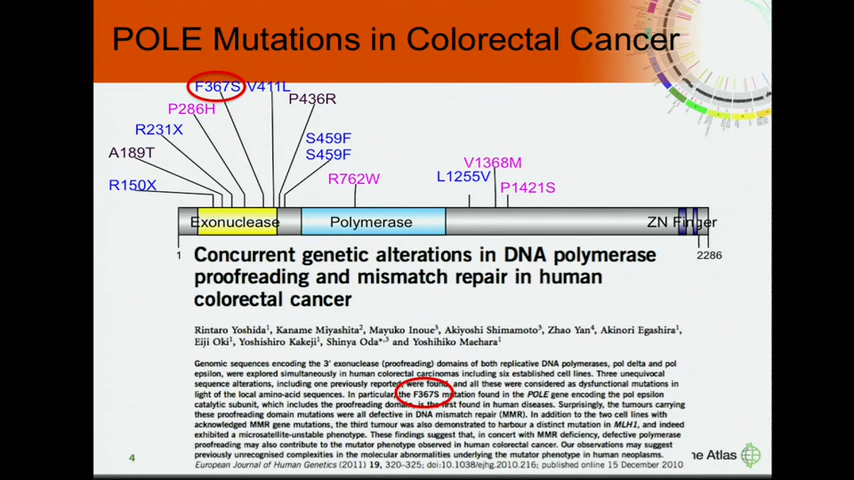 POLE Mutations in Colorectal Cancer
F367S V411L
P286H
P436R
R231X
S459F
A189T
S459F
R150X
R762W
V1368M
L1255V
P1421S
Exonuclease
Polymerase
ZN Finger
1
2286
Concurrent genetic alterations in DNA polymerase
proofreading and mismatch repair in human
colorectal cancer
Rintaro Yoshida¹, Kaname Miyashita², Mayuko Inoue³, Akiyoshi Shimamoto³, Zhao Yan⁴, Akinori Egashira¹,
Eiji Oki¹, Yoshishiro Kakeji¹, Shinya Oda*,³ and Yoshihiko Maehara¹
Genomic sequences encoding the 3′ exonuclease (proofreading) domains of both replicative DNA polymerases, pol delta and pol
epsilon, were explored simultaneously in human colorectal carcinomas including six established cell lines. Three unequivocal
sequence alterations, including one previously reported, were found, and all these were considered as dysfunctional mutations in
light of the local amino-acid sequences. In particular, the F367S mutation found in the POLE gene encoding the pol epsilon
catalytic subunit, which includes the proofreading domain, is the first found in human diseases. Surprisingly, the tumours carrying
these proofreading domain mutations were all defective in DNA mismatch repair (MMR). In addition to the two cell lines with
acknowledged MMR gene mutations, the third tumour was also demonstrated to harbour a distinct mutation in MLH1, and indeed
exhibited a microsatellite-unstable phenotype. These findings suggest that, in concert with MMR deficiency, defective polymerase
proofreading may also contribute to the mutator phenotype observed in human colorectal cancer. Our observations may suggest
previously unrecognised complexities in the molecular abnormalities underlying the mutator phenotype in human neoplasms.
European Journal of Human Genetics (2011) 19, 320–325; doi:10.1038/ejhg.2010.216; published online 15 December 2010
4
he Atlas